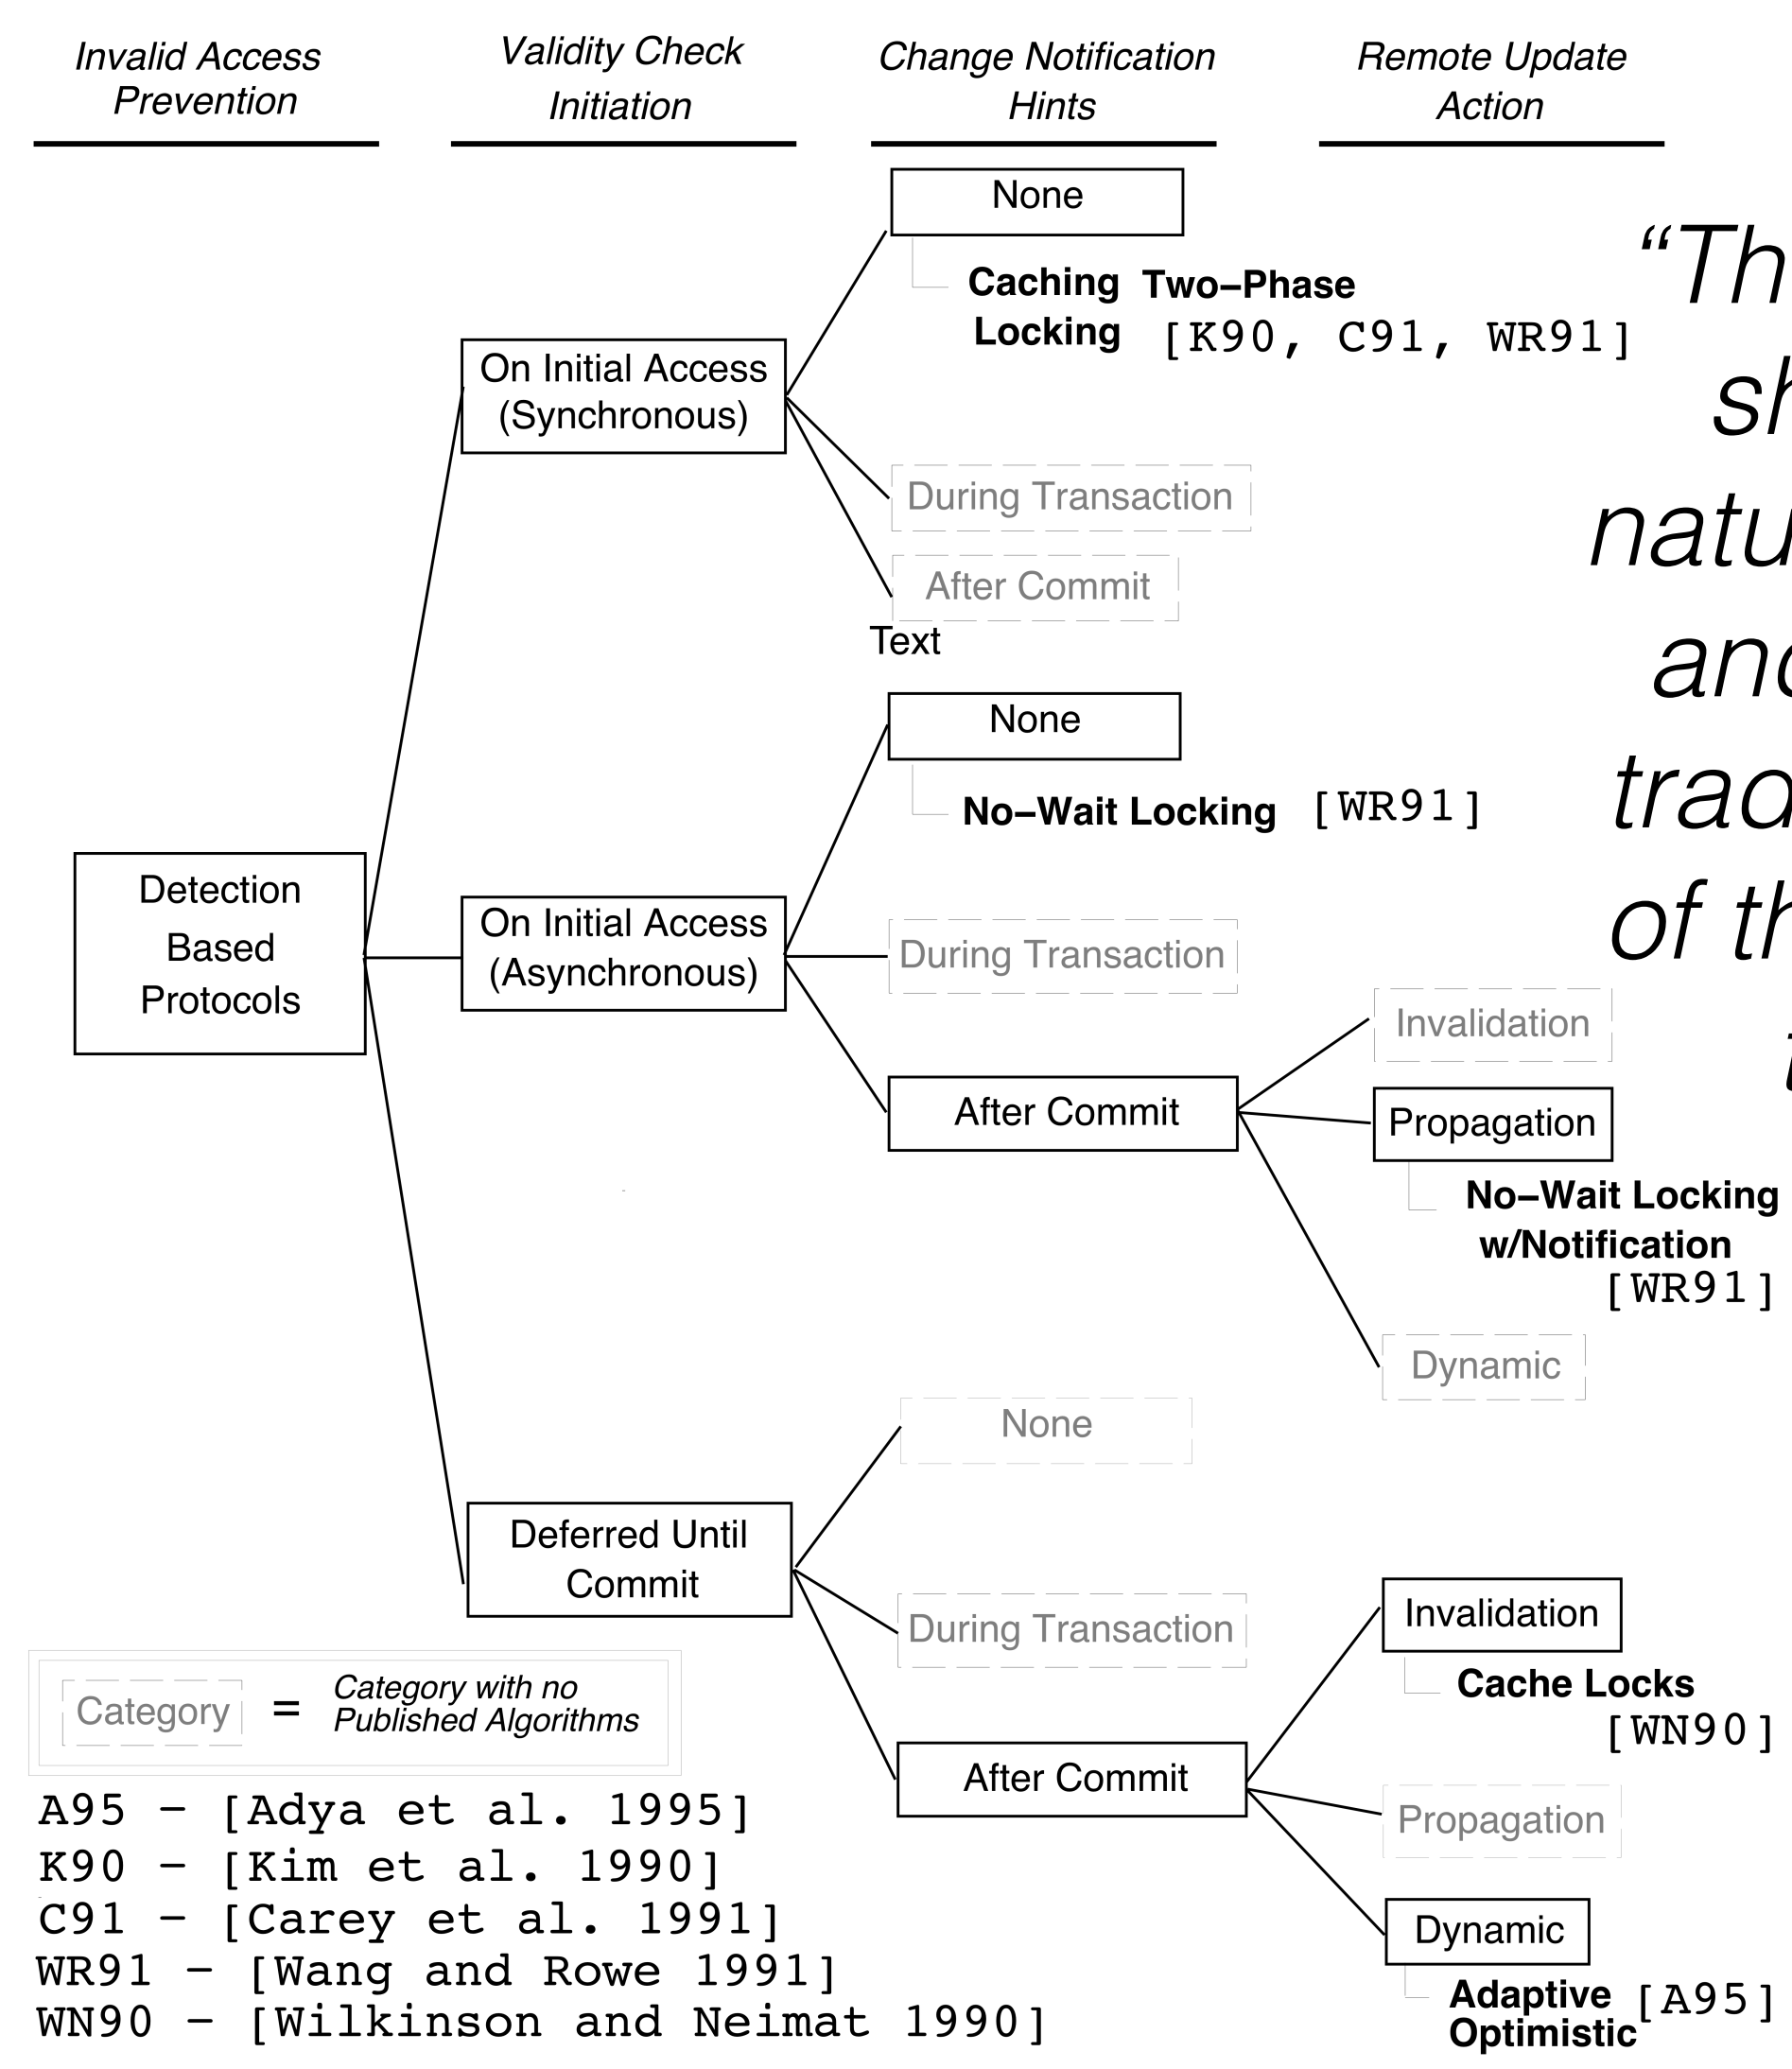 Invalid Access
Prevention
Validity Check
Initiation
Change Notification
Hints
Remote Update
Action
None
Caching Two–Phase
Locking [K90, C91, WR91]
On Initial Access
(Synchronous)
During Transaction
After Commit
Text
None
No–Wait Locking [WR91]
Detection
Based
Protocols
On Initial Access
(Asynchronous)
During Transaction
After Commit
Invalidation
Propagation
No–Wait Locking
w/Notification
[WR91]
Dynamic
None
Deferred Until
Commit
During Transaction
After Commit
Invalidation
Cache Locks
[WN90]
Propagation
Dynamic
Adaptive [A95]
Optimistic
Category = Category with no
Published Algorithms
A95 – [Adya et al. 1995]
K90 – [Kim et al. 1990]
C91 – [Carey et al. 1991]
WR91 – [Wang and Rowe 1991]
WN90 – [Wilkinson and Neimat 1990]
of